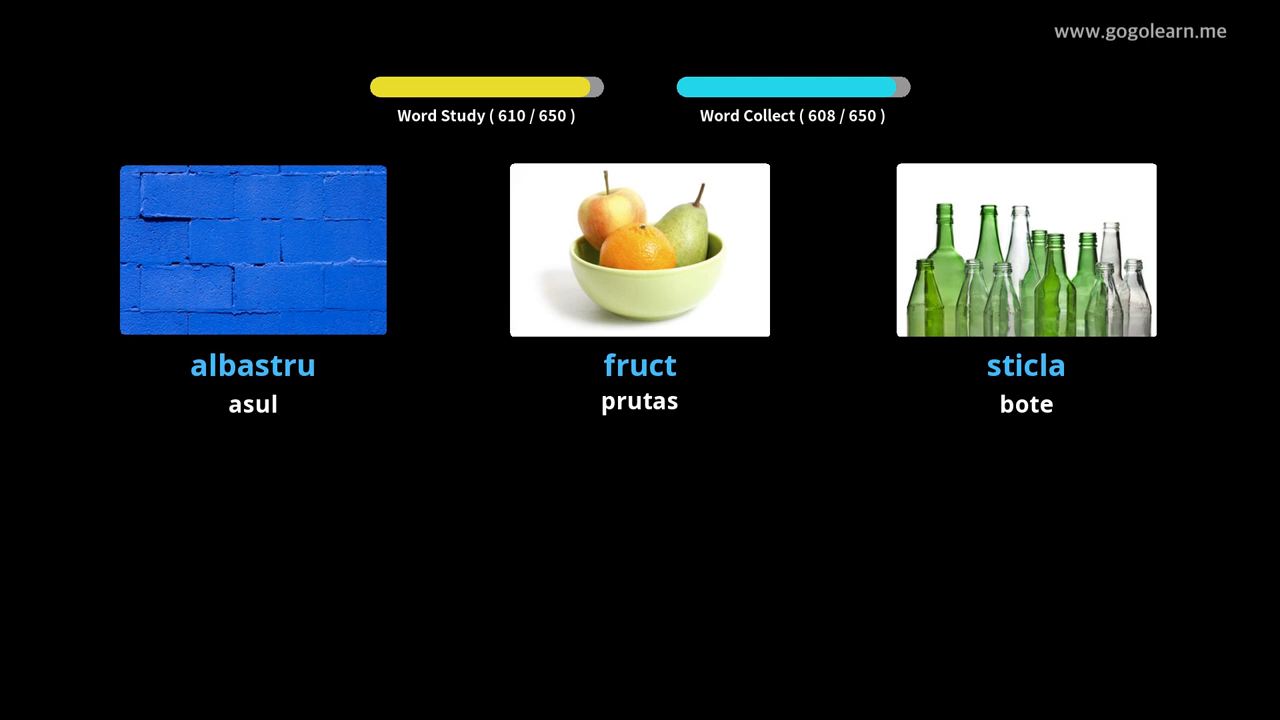 www.gogolearn.me
Word Study ( 610 / 650 )
Word Collect ( 608 / 650 )
albastru
asul
fruct
prutas
sticla
bote